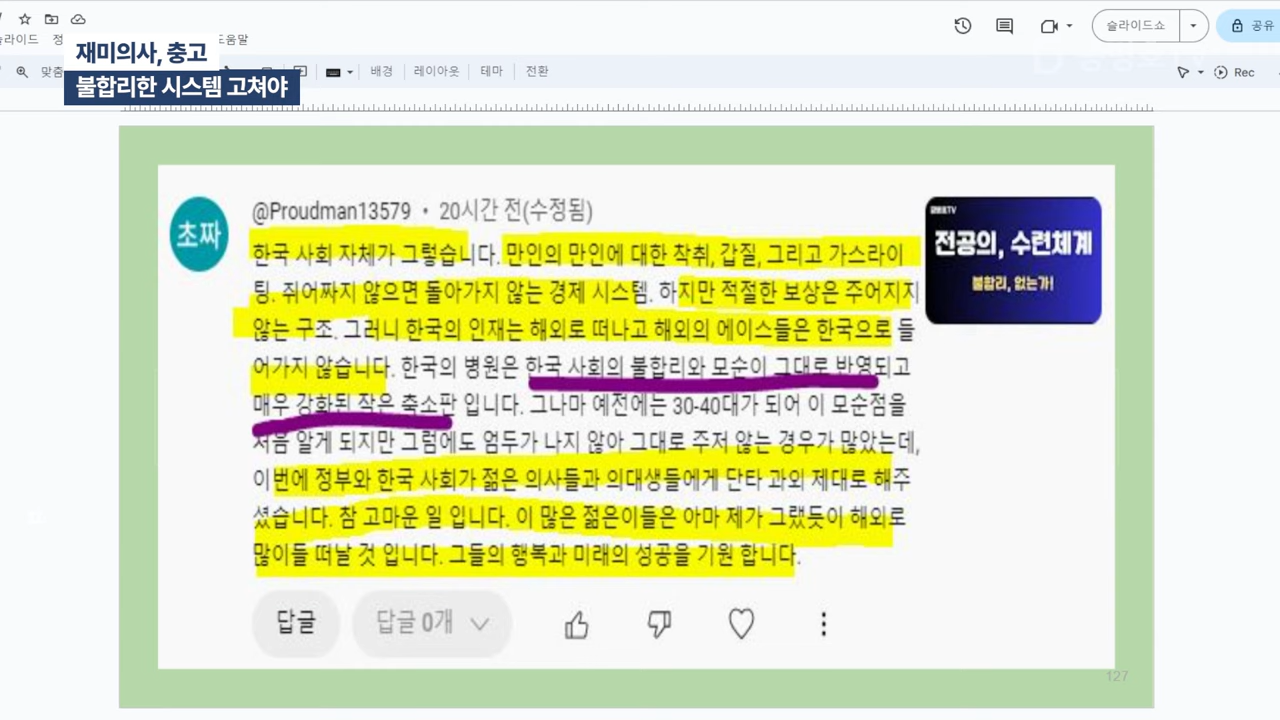 재미의사, 충고
불합리한 시스템 고쳐야
슬라이드
도움말
슬라이드쇼
공유
배경 레이아웃 테마 전환
Rec
초짜
@Proudman13579 • 20시간 전(수정됨)
한국 사회 자체가 그렇습니다. 만인의 만인에 대한 착취, 갑질, 그리고 가스라이
팅. 쥐어짜지 않으면 돌아가지 않는 경제 시스템. 하지만 적절한 보상은 주어지지
않는 구조. 그러니 한국의 인재는 해외로 떠나고 해외의 에이스들은 한국으로 들
어가지 않습니다. 한국의 병원은 한국 사회의 불합리와 모순이 그대로 반영되고
매우 강화된 작은 축소판 입니다. 그나마 예전에는 30-40대가 되어 이 모순점을
처음 알게 되지만 그럼에도 엄두가 나지 않아 그대로 주저 않는 경우가 많았는데,
이번에 정부와 한국 사회가 젊은 의사들과 의대생들에게 단타 과외 제대로 해주
셨습니다. 참 고마운 일 입니다. 이 많은 젊은이들은 아마 제가 그랬듯이 해외로
많이들 떠날 것 입니다. 그들의 행복과 미래의 성공을 기원 합니다.
답글
답글 0개
전공의, 수련체계
불합리, 없는가!
127